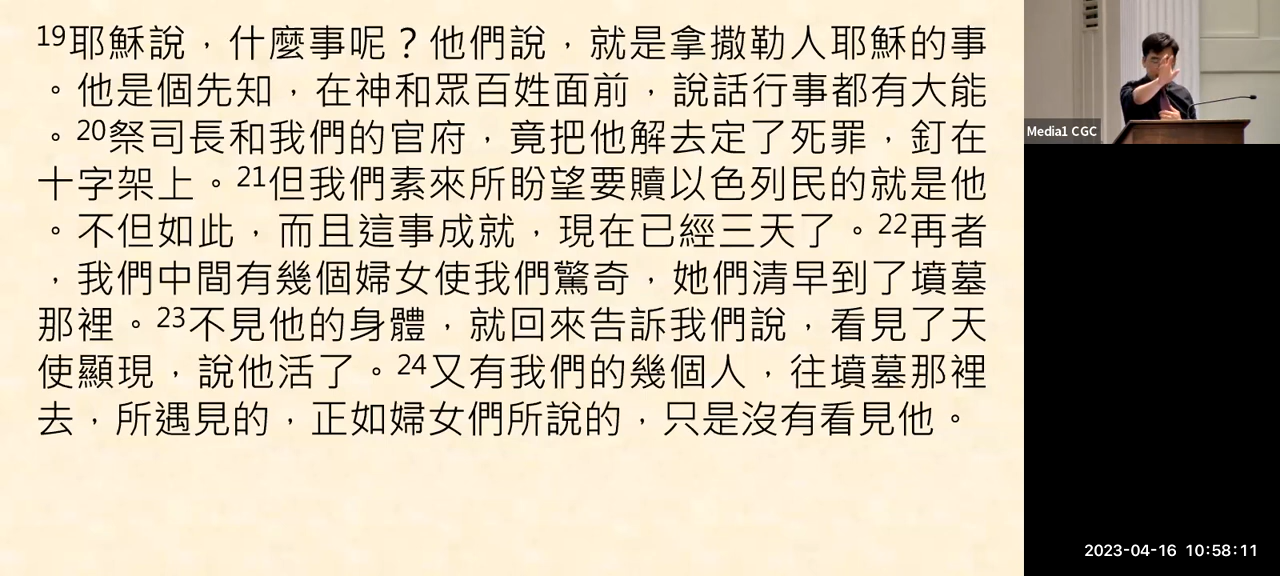 19耶穌說，什麼事呢？他們說，就是拿撒勒人耶穌的事
。他是個先知，在神和眾百姓面前，說話行事都有大能
。20祭司長和我們的官府，竟把他解去定了死罪，釘在
十字架上。21但我們素來所盼望要贖以色列民的就是他
。不但如此，而且這事成就，現在已經三天了。22再者
，我們中間有幾個婦女使我們驚奇，她們清早到了墳墓
那裡。23不見他的身體，就回來告訴我們說，看見了天
使顯現，說他活了。24又有我們的幾個人，往墳墓那裡
去，所遇見的，正如婦女們所說的，只是沒有看見他。
Media1 CGC
2023-04-16 10:58:11